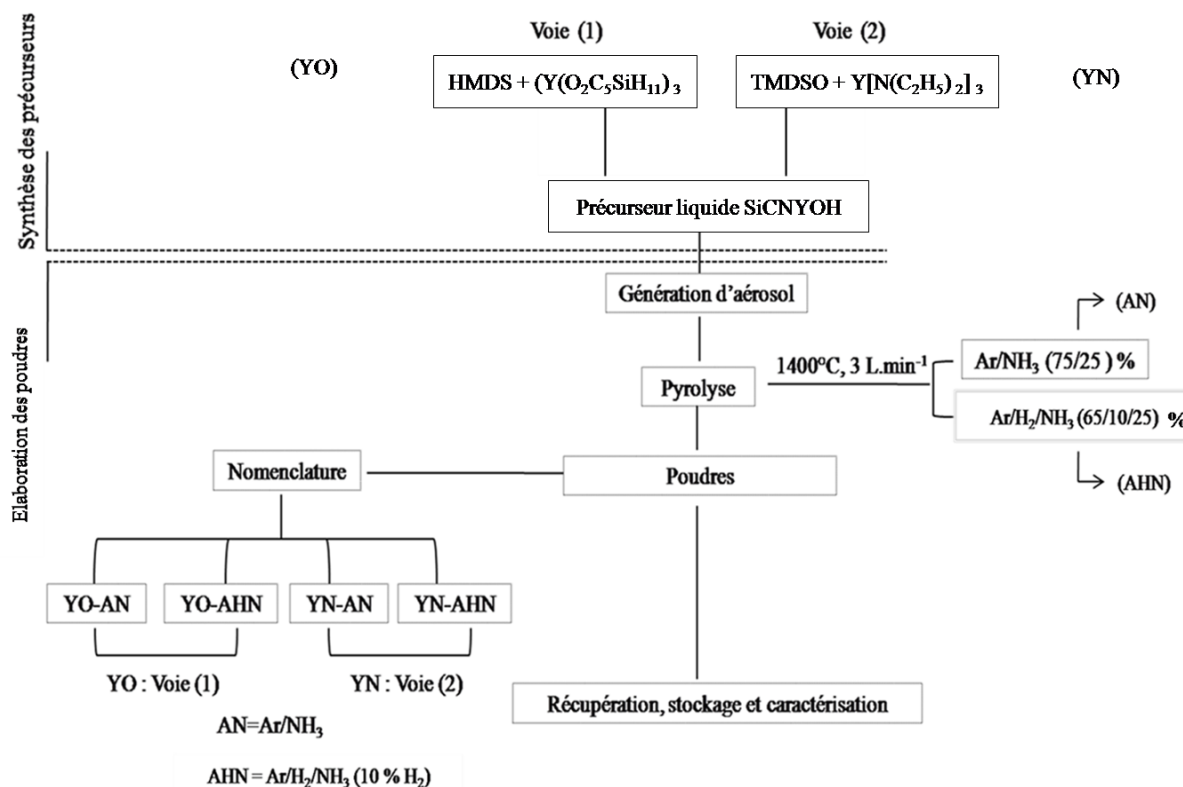 Synthèse des précurseurs
Voie (1)
Voie (2)
(YO)
HMDS + (Y(O₂C₅SiH₁₁)₃
TMDSO + Y[N(C₂H₅)₂]₃
(YN)
Précurseur liquide SiCNYOH
Elaboration des poudres
Génération d’aérosol
(AN)
Pyrolyse
1400°C, 3 L.min⁻¹
Ar/NH₃ (75/25 ) %
Ar/H₂/NH₃ (65/10/25) %
(AHN)
Nomenclature
Poudres
YO-AN
YO-AHN
YN-AN
YN-AHN
YO : Voie (1)
YN : Voie (2)
Récupération, stockage et caractérisation
AN=Ar/NH₃
AHN = Ar/H₂/NH₃ (10 % H₂)